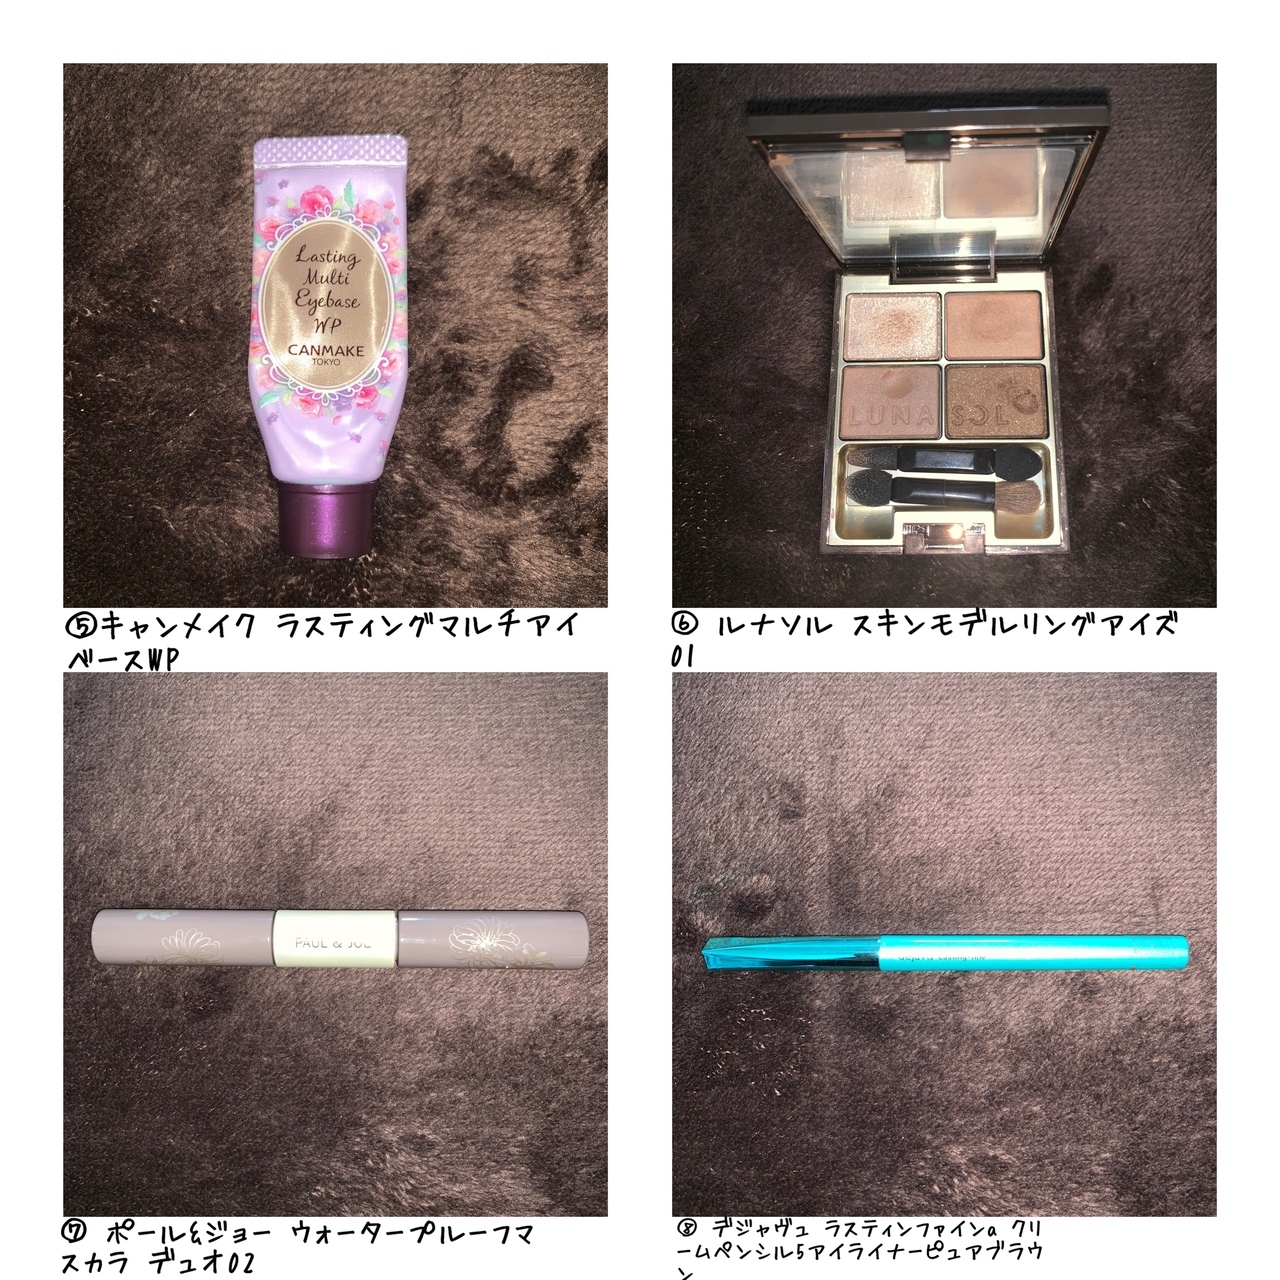 Lasting
Multi
Eyebase
WP
CANMAKE
TOKYO
⑤キャンメイク ラスティングマルチアイ
ベースWP
LUNASOL
⑥ ルナソル スキンモデルリングアイズ
01
PAUL & JOE
⑦ ポール&ジョー ウォータープルーフマ
スカラ デュオ02
⑧ デジャヴュ ラスティンファインa クリ
ームペンシル5アイライナーピュアブラウ
ン